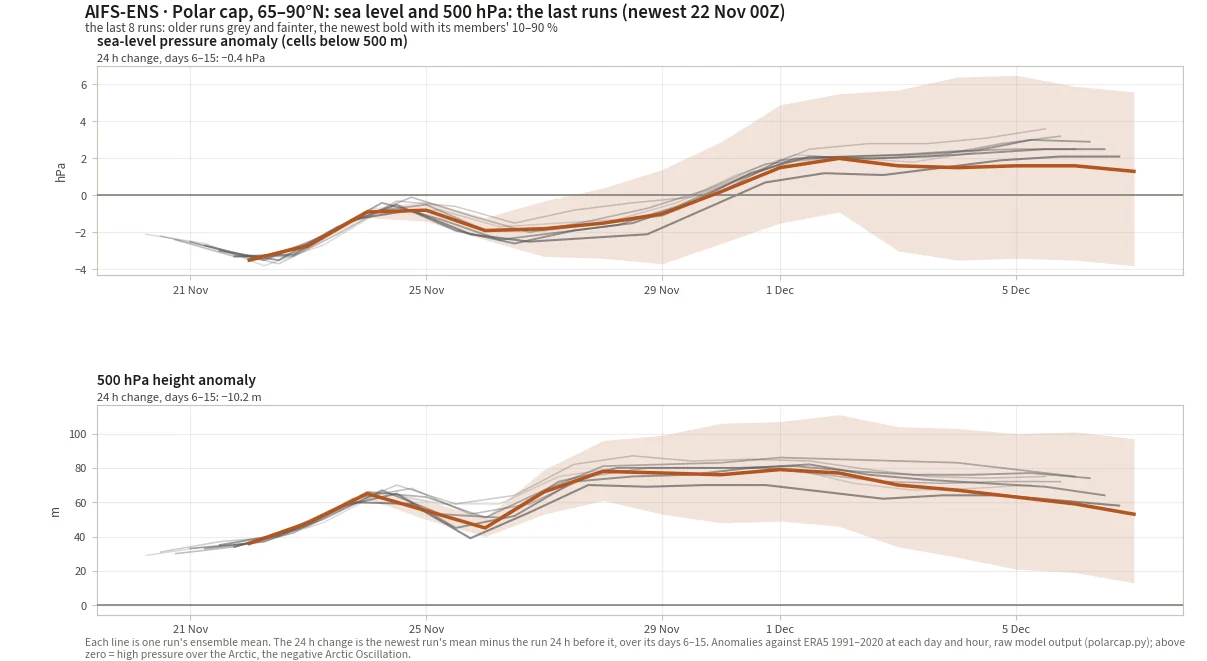 AIFS-ENS · Polar cap, 65–90°N: sea level and 500 hPa: the last runs (newest 22 Nov 00Z)
the last 8 runs: older runs grey and fainter, the newest bold with its members' 10–90 %
sea-level pressure anomaly (cells below 500 m)
24 h change, days 6–15: −0.4 hPa
6
4
2
0
−2
−4
hPa
21 Nov
25 Nov
29 Nov
1 Dec
5 Dec
500 hPa height anomaly
24 h change, days 6–15: −10.2 m
100
80
60
40
20
0
m
21 Nov
25 Nov
29 Nov
1 Dec
5 Dec
Each line is one run's ensemble mean. The 24 h change is the newest run's mean minus the run 24 h before it, over its days 6–15. Anomalies against ERA5 1991–2020 at each day and hour, raw model output (polarcap.py); above
zero = high pressure over the Arctic, the negative Arctic Oscillation.